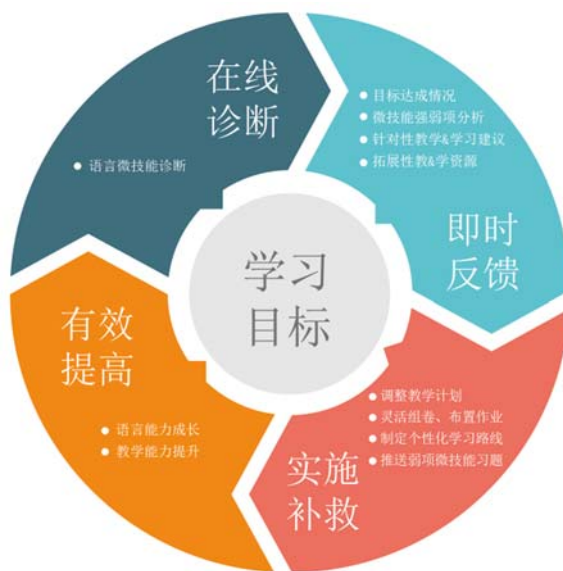 在线
诊断
语言微技能诊断
目标达成情况
微技能强弱项分析
针对性教学&学习建议
拓展性教&学资源
即时
反馈
学习
目标
调整教学计划
灵活组卷、布置作业
制定个性化学习路线
推送弱项微技能习题
实施
补救
有效
提高
语言能力成长
教学能力提升